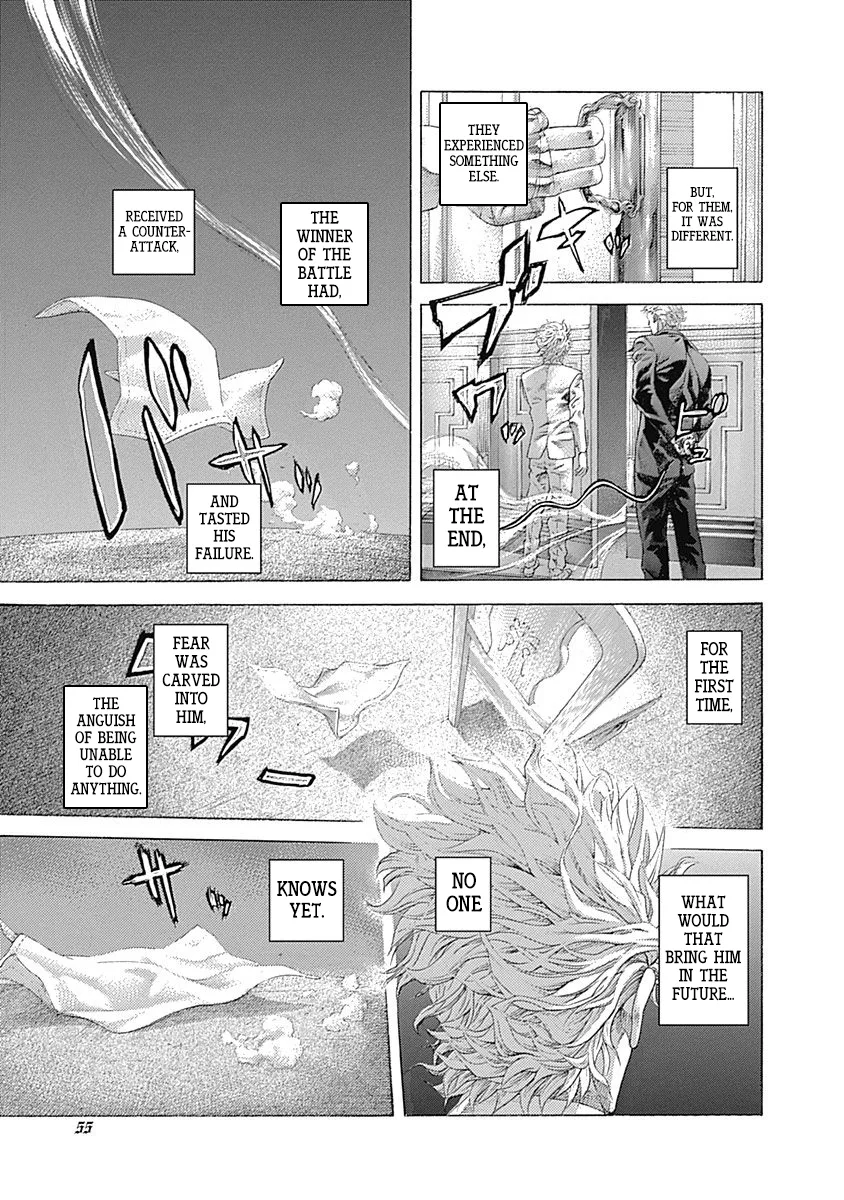 BUT,
FOR THEM,
IT WAS
DIFFERENT.
THEY
EXPERIENCED
SOMETHING
ELSE.
AT
THE
END,
THE
WINNER
OF THE
BATTLE
HAD,
RECEIVED
A COUNTER-
ATTACK,
AND
TASTED
HIS
FAILURE.
FOR
THE
FIRST
TIME,
FEAR
WAS
CARVED
INTO
HIM,
THE
ANGUISH
OF BEING
UNABLE
TO DO
ANYTHING.
WHAT
WOULD
THAT
BRING HIM
IN THE
FUTURE...
NO
ONE
KNOWS
YET.
55